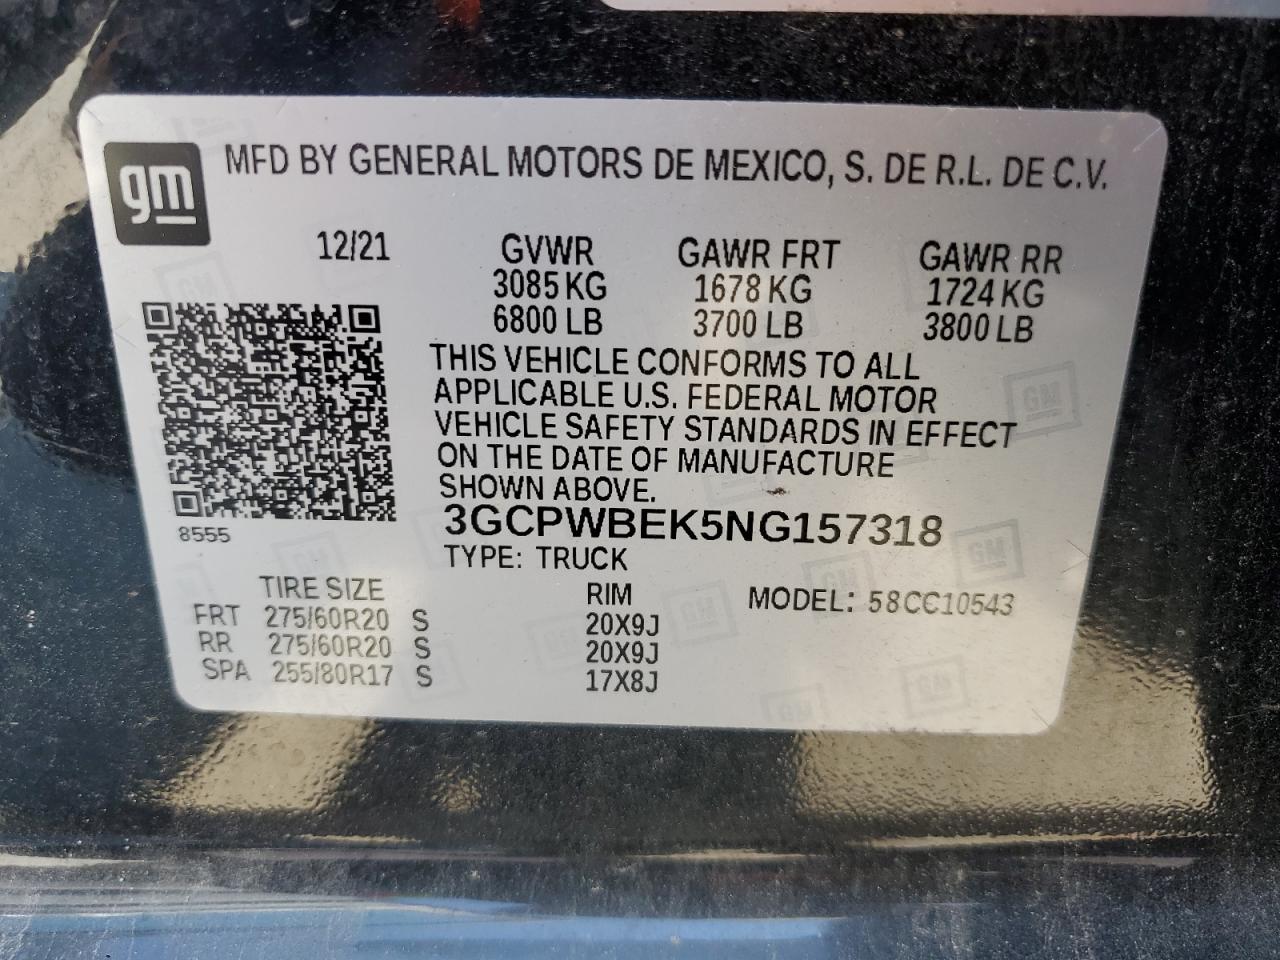 gm
MFD BY GENERAL MOTORS DE MEXICO, S. DE R.L. DE C.V.
12/21 GVWR GAWR FRT GAWR RR
3085 KG 1678 KG 1724 KG
6800 LB 3700 LB 3800 LB
THIS VEHICLE CONFORMS TO ALL
APPLICABLE U.S. FEDERAL MOTOR
VEHICLE SAFETY STANDARDS IN EFFECT
ON THE DATE OF MANUFACTURE
SHOWN ABOVE.
8555
3GCPWBEK5NG157318
TYPE: TRUCK
TIRE SIZE RIM MODEL: 58CC10543
FRT 275/60R20 S 20X9J
RR 275/60R20 S 20X9J
SPA 255/80R17 S 17X8J